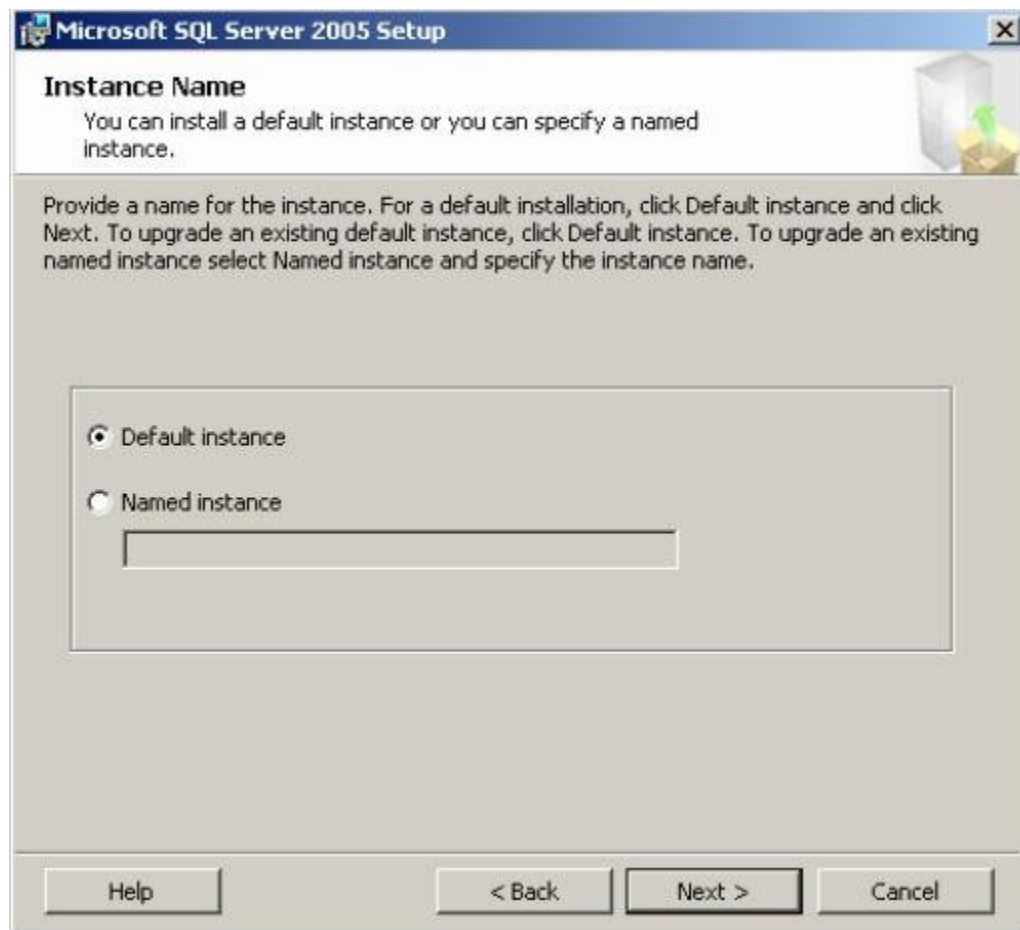 Microsoft SQL Server 2005 Setup
Instance Name
You can install a default instance or you can specify a named
instance.
Provide a name for the instance. For a default installation, click Default instance and click
Next. To upgrade an existing default instance, click Default instance. To upgrade an existing
named instance select Named instance and specify the instance name.
Default instance
Named instance
Help
< Back
Next >
Cancel